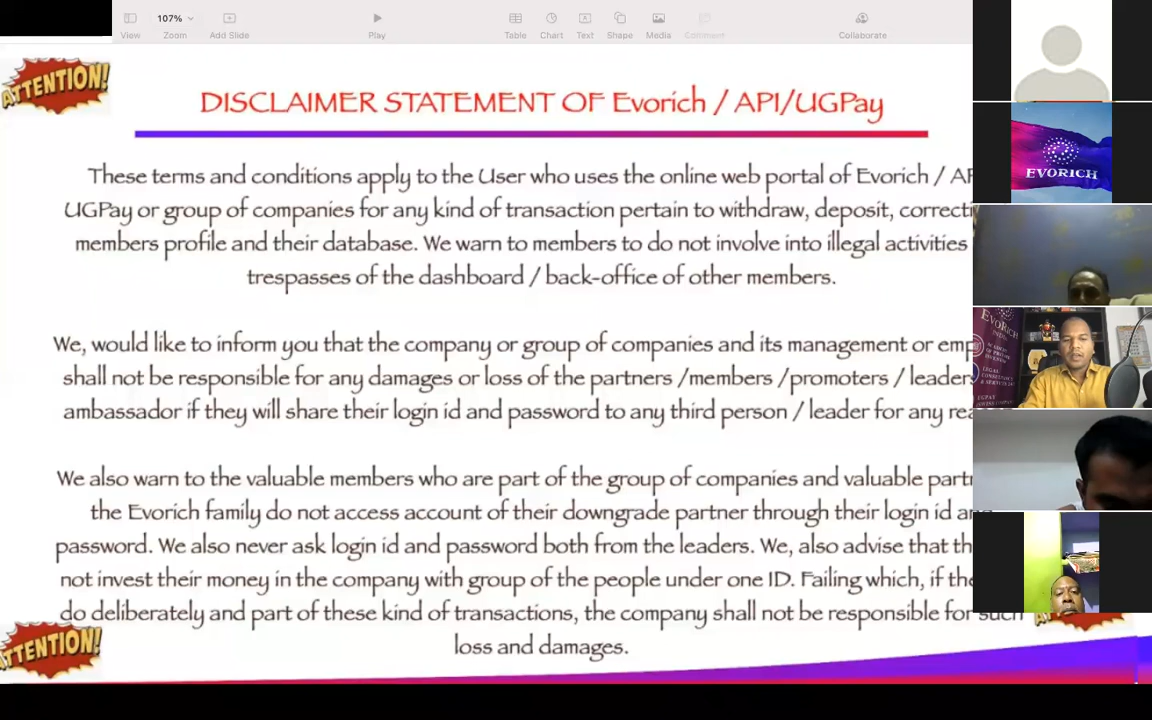 107%
View
Zoom
Add Slide
Play
Table
Chart
Text
Shape
Media
Comment
Collaborate
ATTENTION!
DISCLAIMER STATEMENT OF Evorich / API/UGPay
These terms and conditions apply to the User who uses the online web portal of Evorich /
UGPay or group of companies for any kind of transaction pertain to withdraw, deposit,
members profile and their database. We warn to members to do not involve into illegal activities
trespasses of the dashboard / back-office of other members.
We, would like to inform you that the company or group of companies and its management or
shall not be responsible for any damages or loss of the partners /members /promoters /
ambassador if they will share their login id and password to any third person / leader for any
We also warn to the valuable members who are part of the group of companies and valuable
the Evorich family do not access account of their downgrade partner through their login id
password. We also never ask login id and password both from the leaders. We, also advise that
not invest their money in the company with group of the people under one ID. Failing which, if
do deliberately and part of these kind of transactions, the company shall not be responsible for such
loss and damages.
ATTENTION!
EVORICH
EVORICH
LEGAL
UGPAY